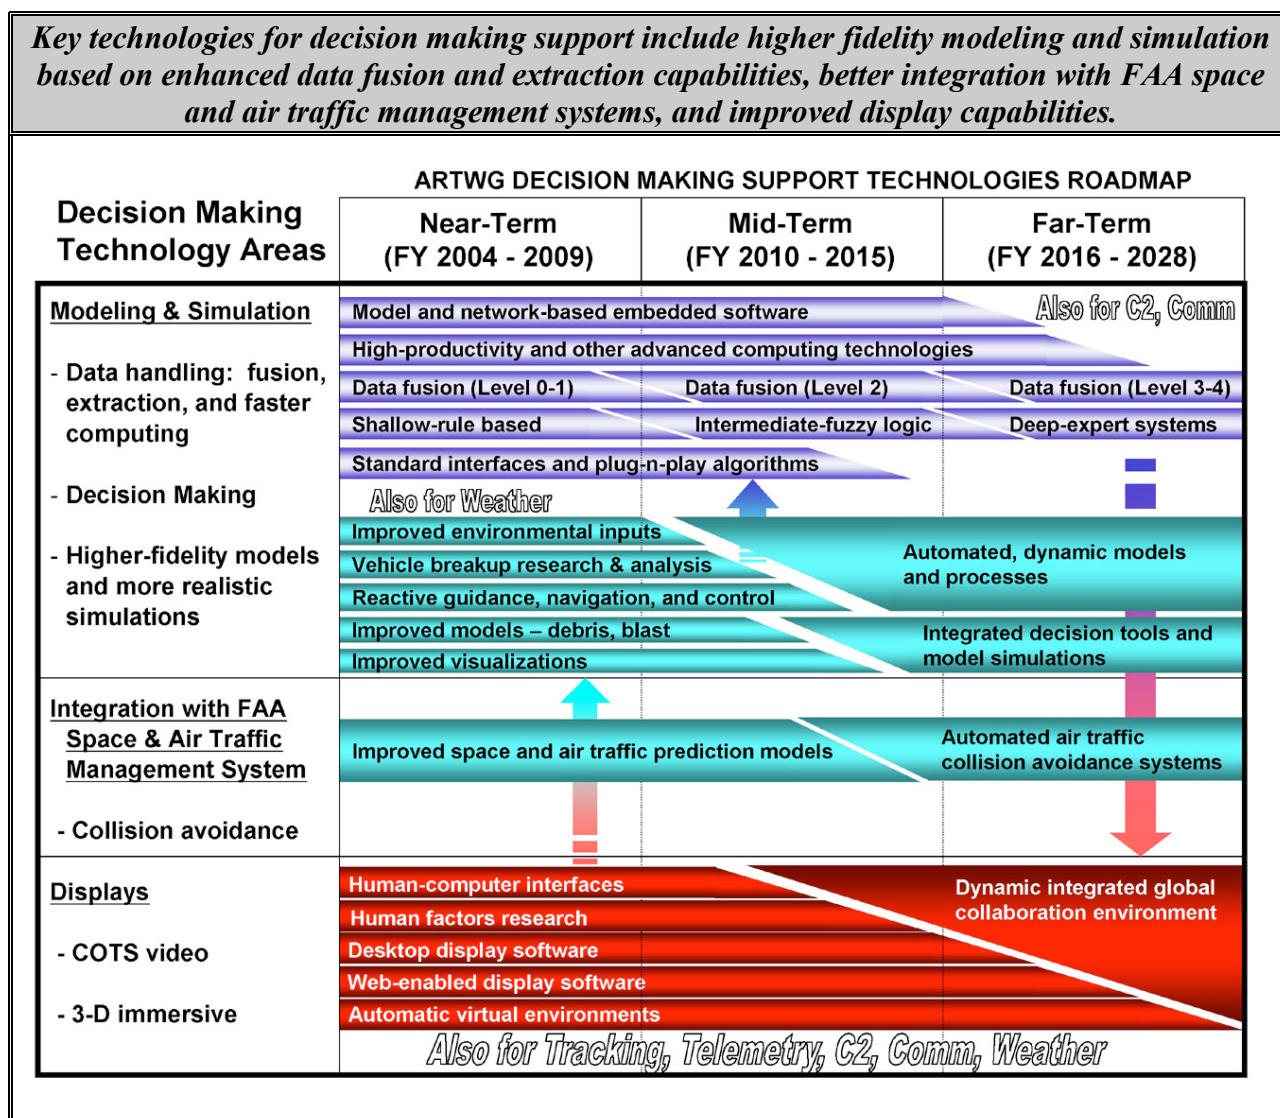 Key technologies for decision making support include higher fidelity modeling and simulation
based on enhanced data fusion and extraction capabilities, better integration with FAA space
and air traffic management systems, and improved display capabilities.
ARTWG DECISION MAKING SUPPORT TECHNOLOGIES ROADMAP
Decision Making
Technology Areas
Near-Term
(FY 2004 - 2009)
Mid-Term
(FY 2010 - 2015)
Far-Term
(FY 2016 - 2028)
Modeling & Simulation
- Data handling: fusion,
extraction, and faster
computing
- Decision Making
- Higher-fidelity models
and more realistic
simulations
Model and network-based embedded software
Also for C2, Comm
High-productivity and other advanced computing technologies
Data fusion (Level 0-1)
Data fusion (Level 2)
Data fusion (Level 3-4)
Shallow-rule based
Intermediate-fuzzy logic
Deep-expert systems
Standard interfaces and plug-n-play algorithms
Also for Weather
Improved environmental inputs
Vehicle breakup research & analysis
Reactive guidance, navigation, and control
Automated, dynamic models
and processes
Improved models – debris, blast
Improved visualizations
Integrated decision tools and
model simulations
Integration with FAA
Space & Air Traffic
Management System
- Collision avoidance
Improved space and air traffic prediction models
Automated air traffic
collision avoidance systems
Displays
- COTS video
- 3-D immersive
Human-computer interfaces
Human factors research
Desktop display software
Web-enabled display software
Automatic virtual environments
Dynamic integrated global
collaboration environment
Also for Tracking, Telemetry, C2, Comm, Weather